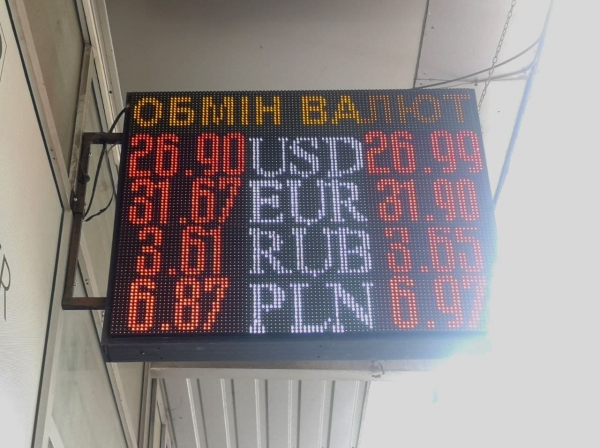 ОБМІН ВАЛЮТ
26.90 USD 26.99
31.67 EUR 31.90
3.61 RUB 3.65
6.87 PLN 6.97